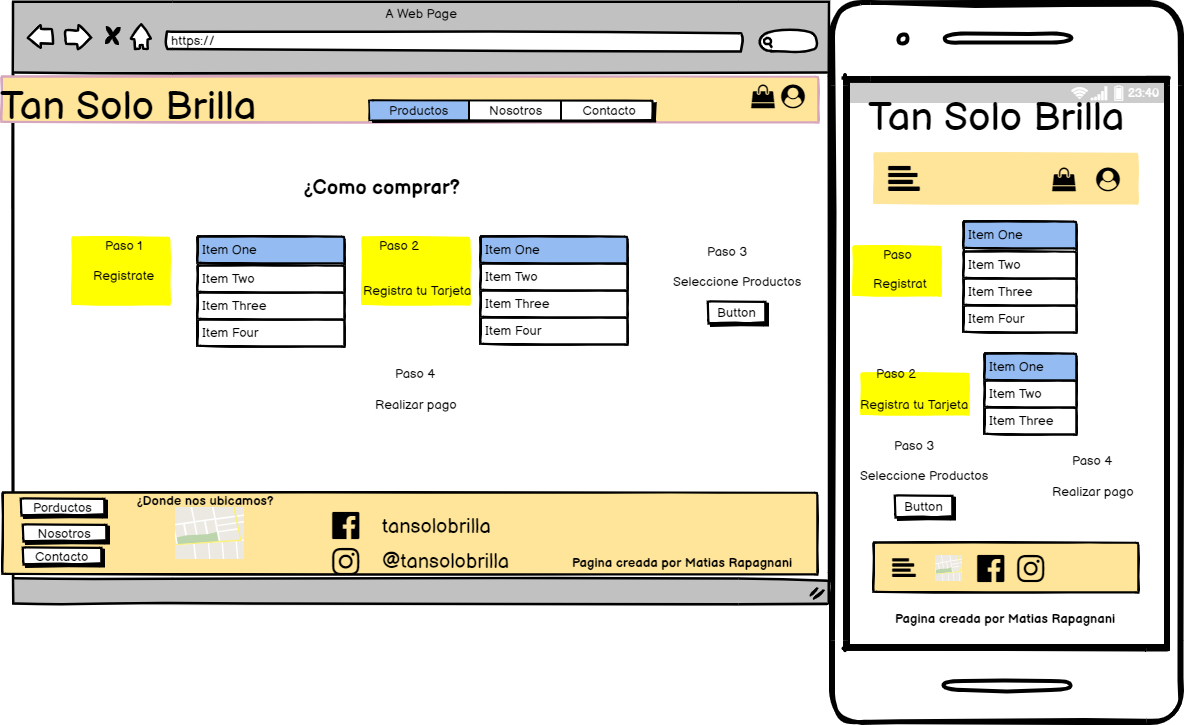 A Web Page
https://
Tan Solo Brilla
Productos
Nosotros
Contacto
¿Como comprar?
Paso 1
Registrate
Item One
Item Two
Item Three
Item Four
Paso 2
Registra tu Tarjeta
Item One
Item Two
Item Three
Item Four
Paso 3
Seleccione Productos
Button
Paso 4
Realizar pago
Porductos
Nosotros
Contacto
¿Donde nos ubicamos?
tansolobrilla
@tansolobrilla
Pagina creada por Matias Rapagnani
23:40
Tan Solo Brilla
Paso
Registrat
Item One
Item Two
Item Three
Item Four
Paso 2
Registra tu Tarjeta
Item One
Item Two
Item Three
Paso 3
Seleccione Productos
Button
Paso 4
Realizar pago
Pagina creada por Matias Rapagnani